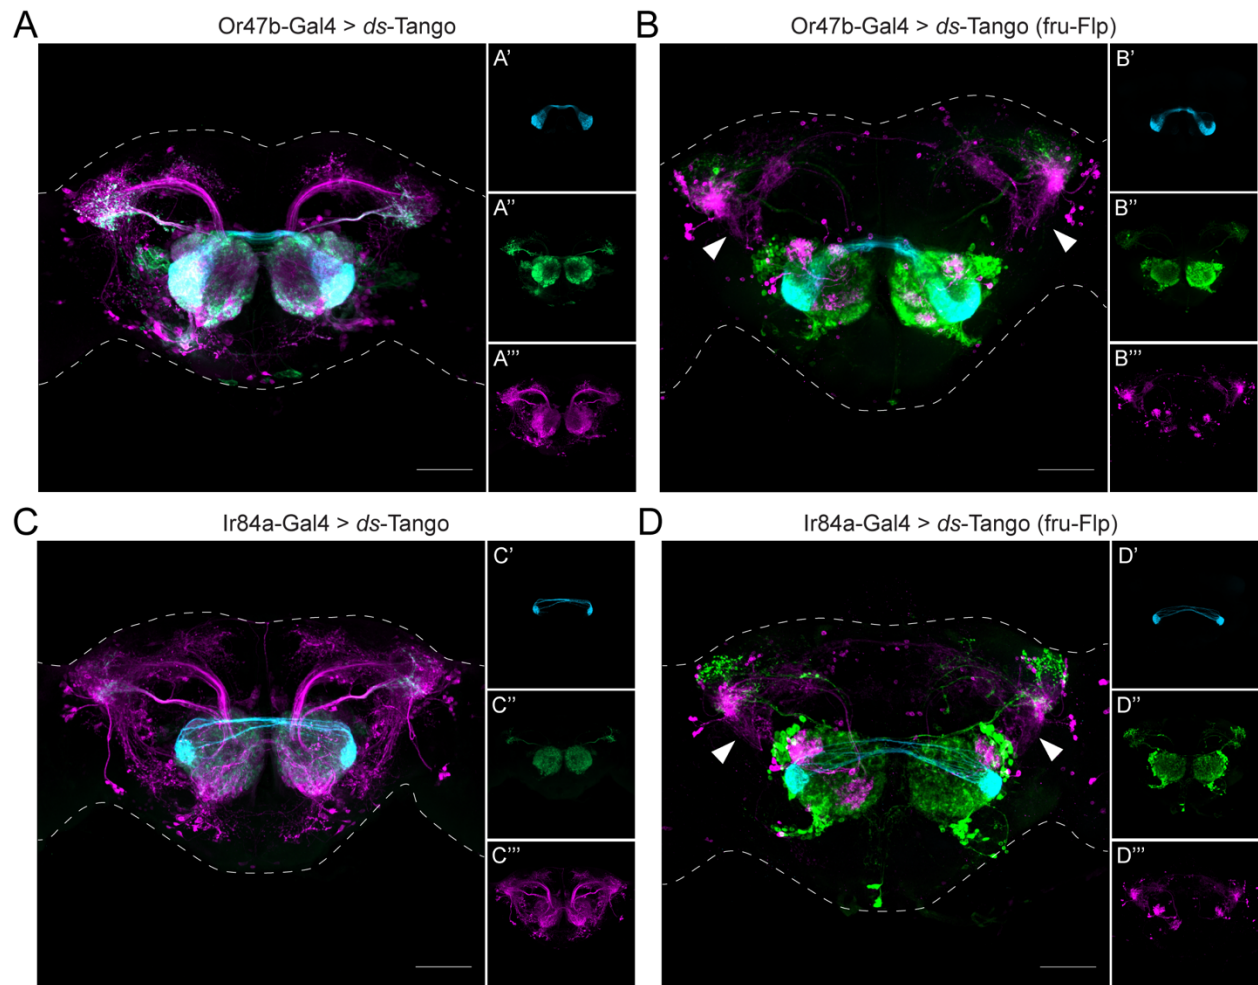 A
Or47b-Gal4 > ds-Tango
A'
A''
A'''
B
Or47b-Gal4 > ds-Tango (fru-Flp)
B'
B''
B'''
C
Ir84a-Gal4 > ds-Tango
C'
C''
C'''
D
Ir84a-Gal4 > ds-Tango (fru-Flp)
D'
D''
D'''